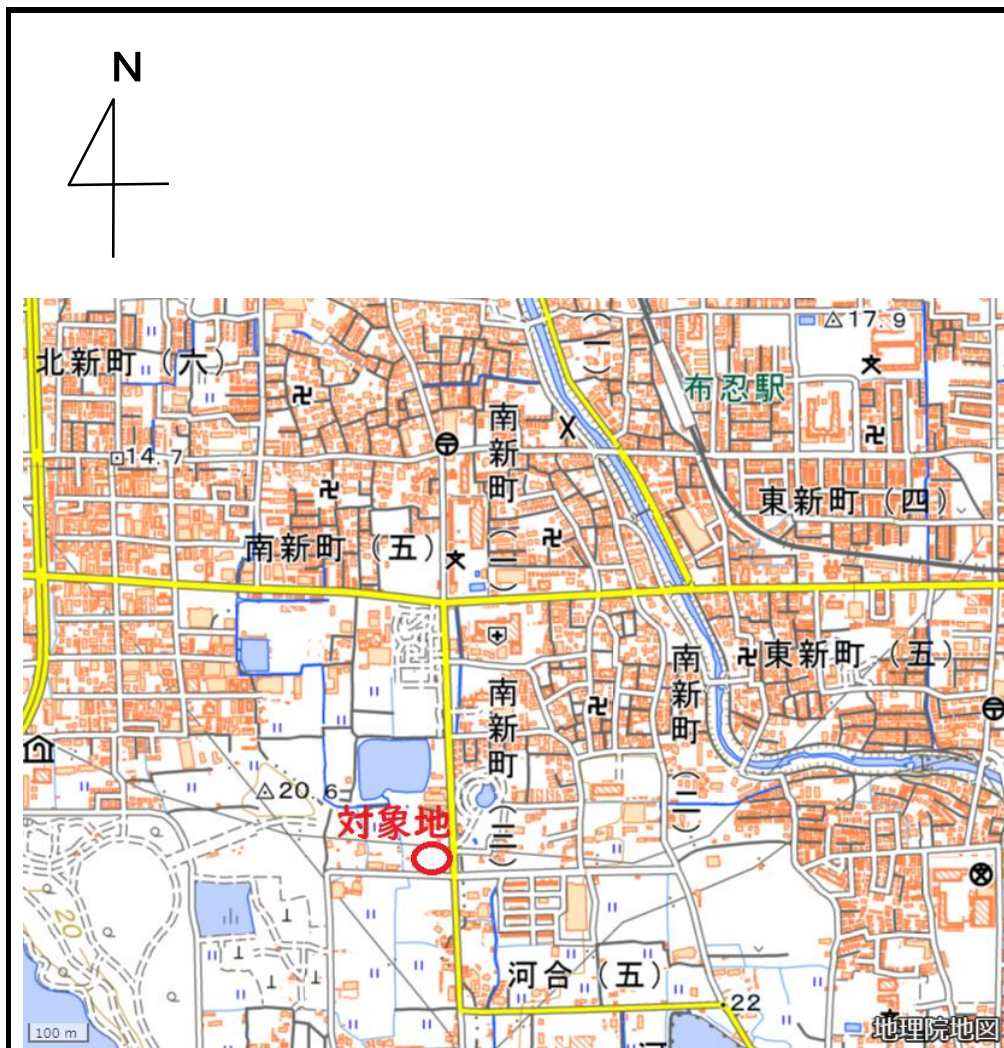 N
17.9
北新町（六）
（一）
布忍駅
南新町（二）
14.7
東新町（四）
南新町（五）
東新町（五）
南新町（三）
南新町（二）
20.6
対象地
20
河合（五）
22
河
100 m
地理院地図